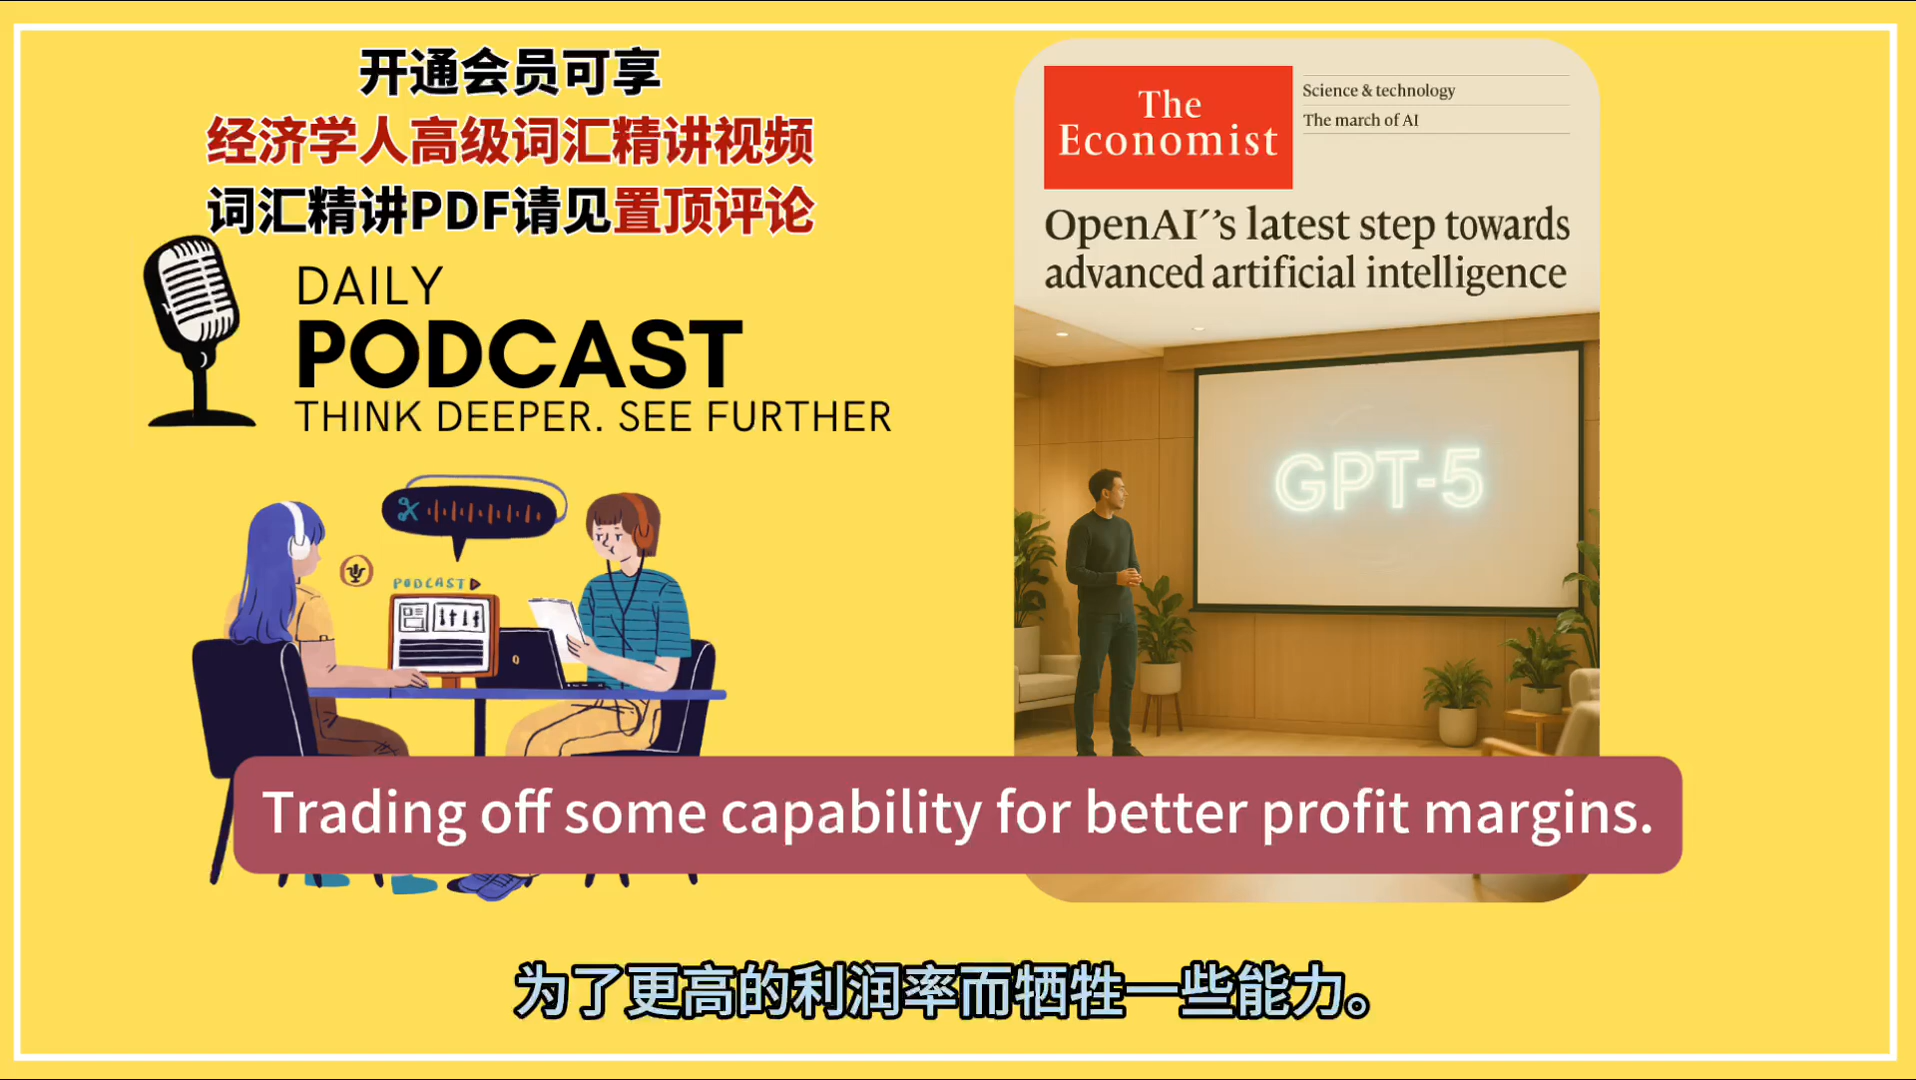 开通会员可享
经济学人高级词汇精讲视频
词汇精讲PDF请见置顶评论
DAILY
PODCAST
THINK DEEPER. SEE FURTHER
PODCAST
The
Economist
Science & technology
The march of AI
OpenAI´’s latest step towards
advanced artificial intelligence
GPT-5
Trading off some capability for better profit margins.
为了更高的利润率而牺牲一些能力。